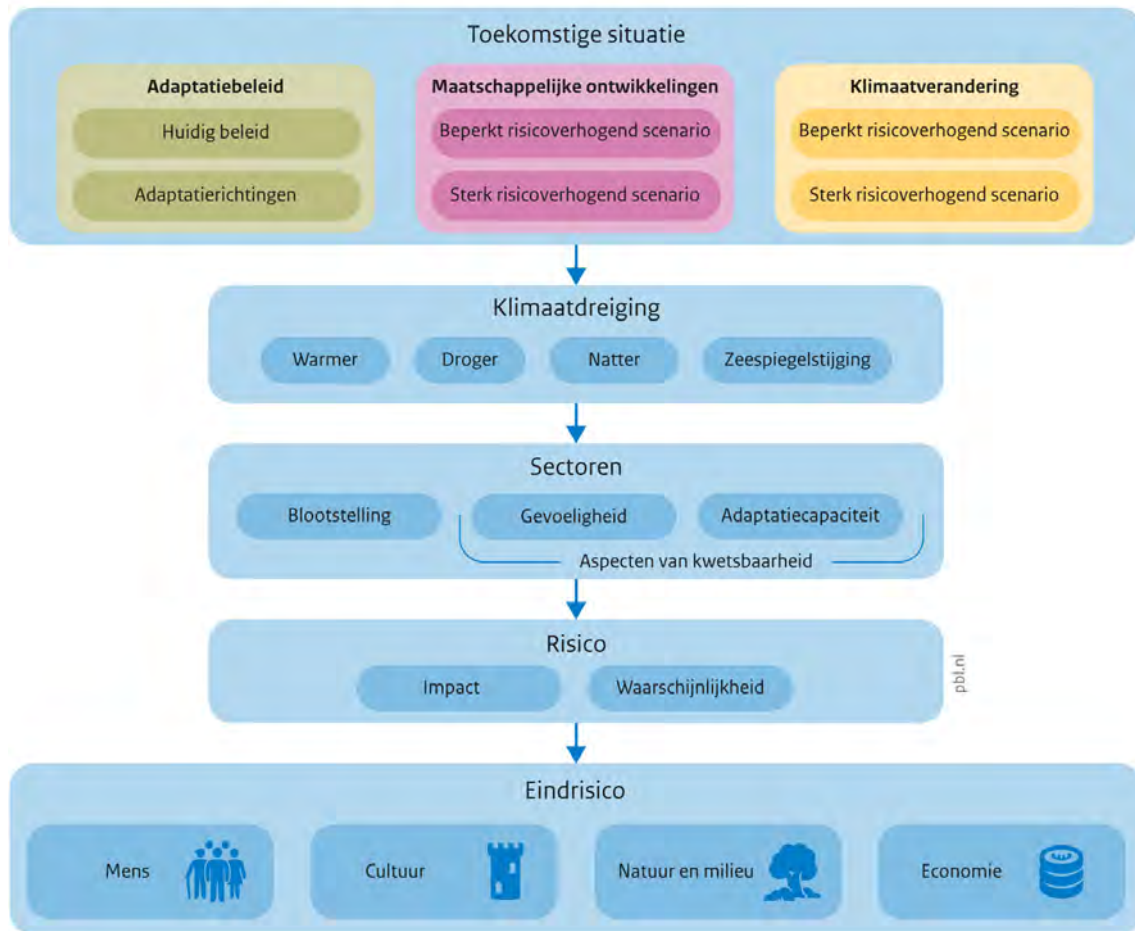 Toekomstige situatie
Adaptatiebeleid
Huidig beleid
Adaptatierichtingen
Maatschappelijke ontwikkelingen
Beperkt risicoverhogend scenario
Sterk risicoverhogend scenario
Klimaatverandering
Beperkt risicoverhogend scenario
Sterk risicoverhogend scenario
Klimaatdreiging
Warmer
Droger
Natter
Zeespiegelstijging
Sectoren
Blootstelling
Gevoeligheid
Adaptatiecapaciteit
Aspecten van kwetsbaarheid
Risico
Impact
Waarschijnlijkheid
pbl.nl
Eindrisico
Mens
Cultuur
Natuur en milieu
Economie